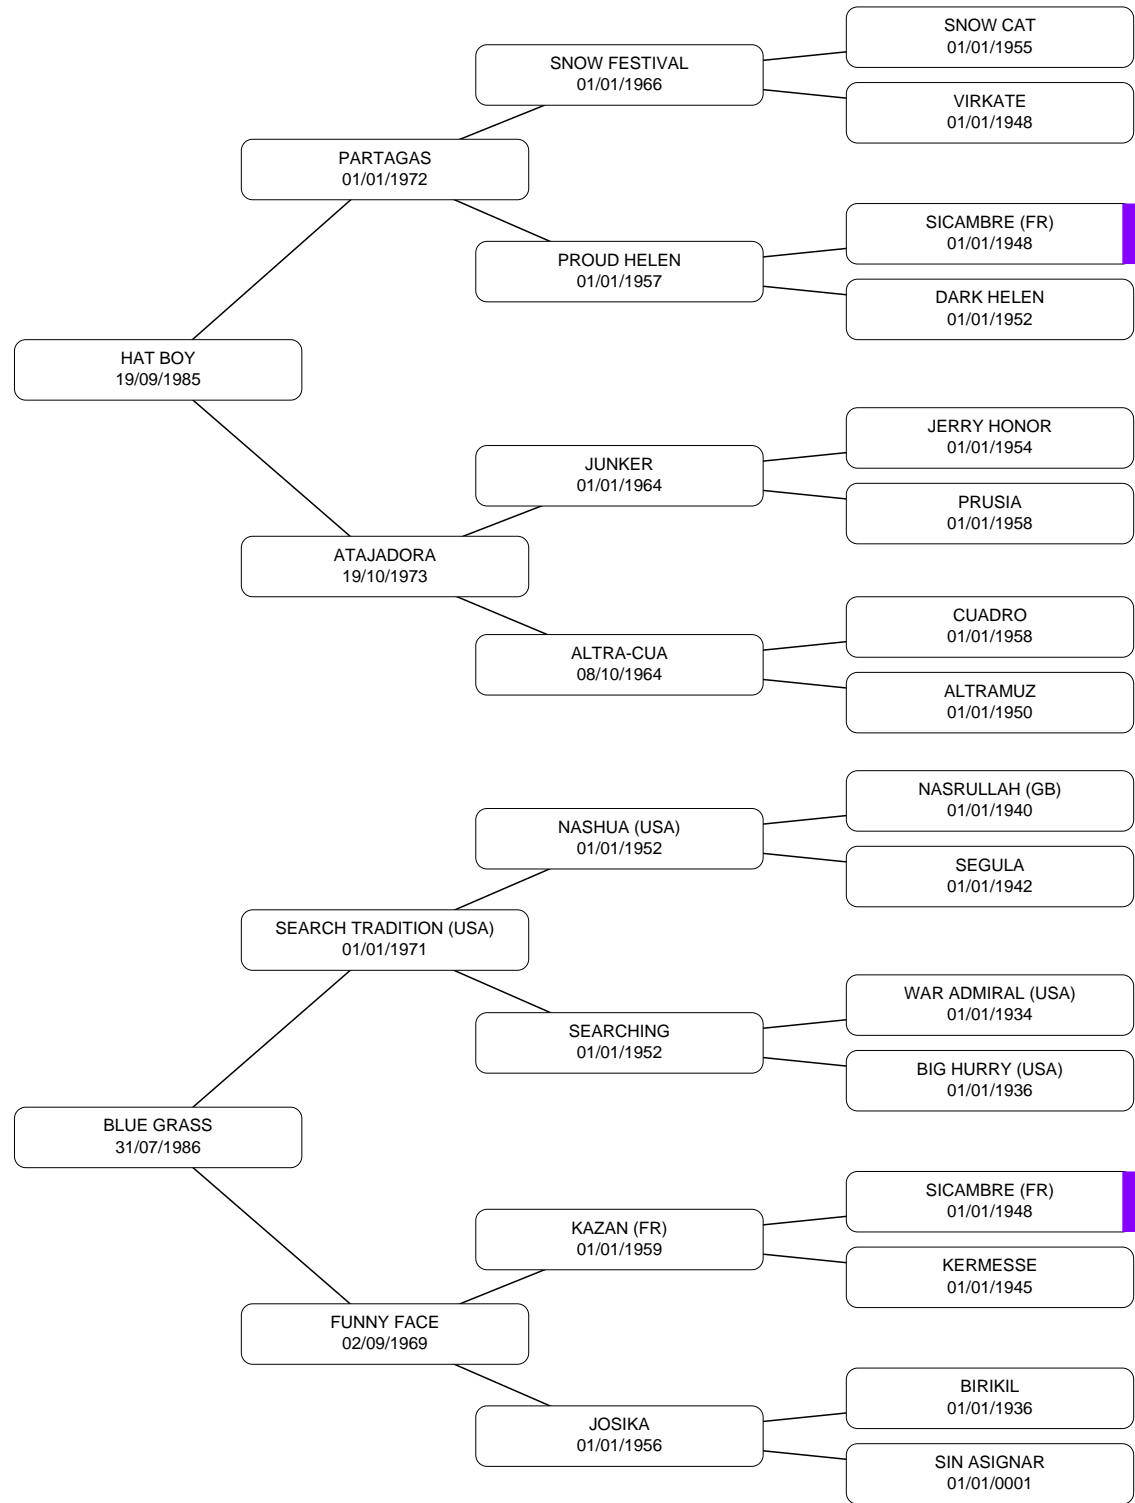 SNOW CAT
01/01/1955
SNOW FESTIVAL
01/01/1966
VIRKATE
01/01/1948
PARTAGAS
01/01/1972
SICAMBRE (FR)
01/01/1948
PROUD HELEN
01/01/1957
DARK HELEN
01/01/1952
HAT BOY
19/09/1985
JERRY HONOR
01/01/1954
JUNKER
01/01/1964
PRUSIA
01/01/1958
ATAJADORA
19/10/1973
CUADRO
01/01/1958
ALTRA-CUA
08/10/1964
ALTRAMUZ
01/01/1950
NASRULLAH (GB)
01/01/1940
NASHUA (USA)
01/01/1952
SEGULA
01/01/1942
SEARCH TRADITION (USA)
01/01/1971
WAR ADMIRAL (USA)
01/01/1934
SEARCHING
01/01/1952
BIG HURRY (USA)
01/01/1936
BLUE GRASS
31/07/1986
SICAMBRE (FR)
01/01/1948
KAZAN (FR)
01/01/1959
KERMESSE
01/01/1945
FUNNY FACE
02/09/1969
BIRIKIL
01/01/1936
JOSIKA
01/01/1956
SIN ASIGNAR
01/01/0001